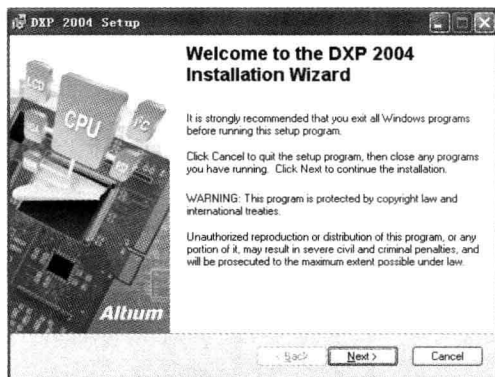 DXP 2004 Setup
Welcome to the DXP 2004
Installation Wizard
It is strongly recommended that you exit all Windows programs
before running this setup program.
Click Cancel to quit the setup program, then close any programs
you have running. Click Next to continue the installation.
WARNING: This program is protected by copyright law and
international treaties.
Unauthorized reproduction or distribution of this program, or any
portion of it, may result in severe civil and criminal penalties, and
will be prosecuted to the maximum extent possible under law.
LCD
CPU
I²C
Altium
< Back
Next >
Cancel